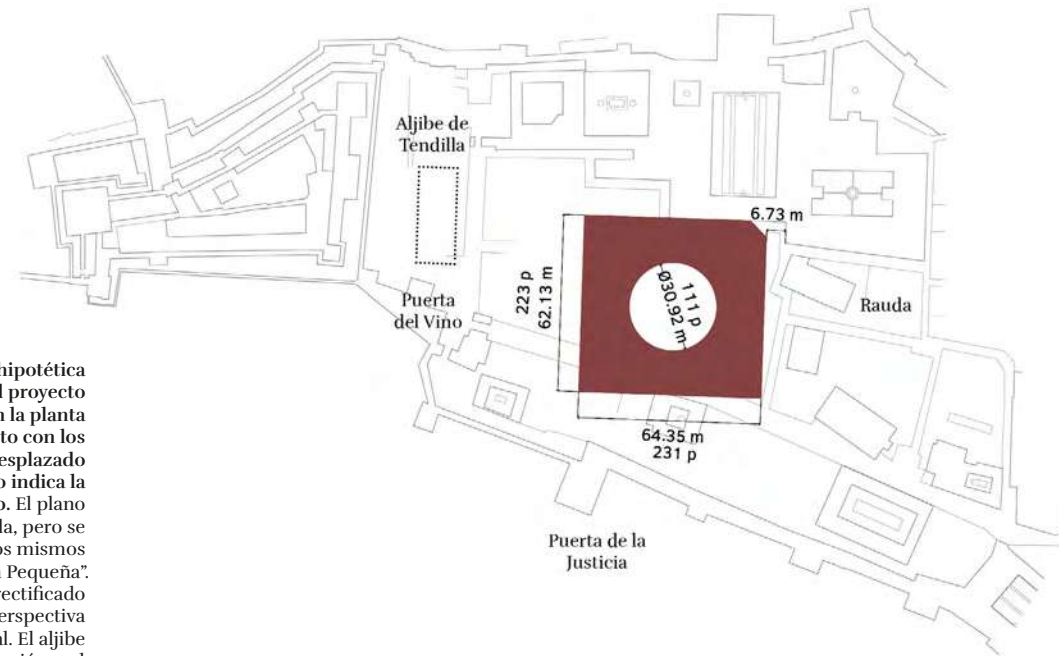 Aljibe de
Tendilla
6.73 m
223 p
62.13 m
111 p
Ø30.92 m
Puerta
del Vino
Rauda
64.35 m
231 p
Puerta de la
Justicia
hipotética
l proyecto
la planta
to con los
esplazado
o indica la
o. El plano
la, pero se
os mismos
Pequeña”.
rectificado
erspectiva
al. El aljibe